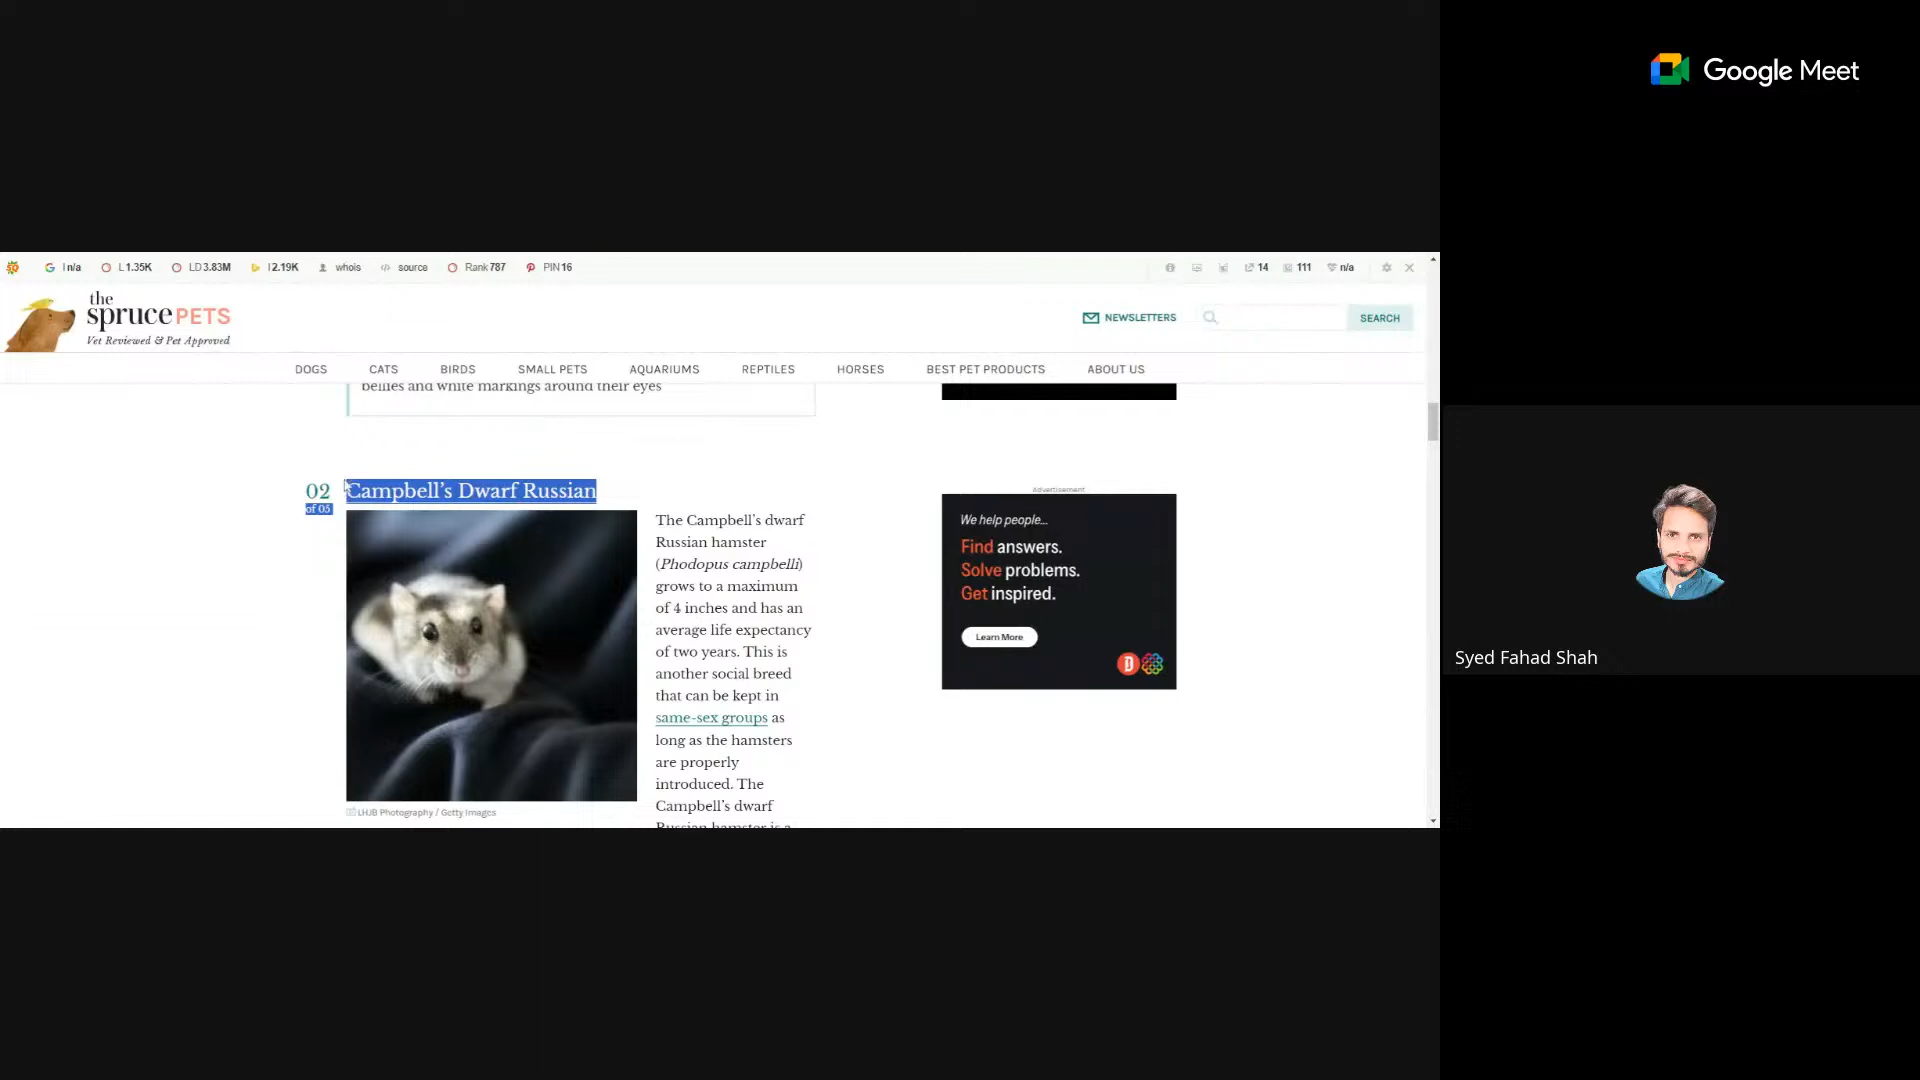 Google Meet
I n/a
L 1.35K
LD 3.83M
I 2.19K
whois
source
Rank 787
PIN 16
14
111
n/a
the
spruce PETS
Vet Reviewed & Pet Approved
NEWSLETTERS
SEARCH
DOGS
CATS
BIRDS
SMALL PETS
AQUARIUMS
REPTILES
HORSES
BEST PET PRODUCTS
ABOUT US
bellies and white markings around their eyes
02
of 05
Campbell's Dwarf Russian
The Campbell's dwarf
Russian hamster
(Phodopus campbelli)
grows to a maximum
of 4 inches and has an
average life expectancy
of two years. This is
another social breed
that can be kept in
same-sex groups as
long as the hamsters
are properly
introduced. The
Campbell's dwarf
Russian hamster is a
LHJB Photography / Getty Images
Advertisement
We help people...
Find answers.
Solve problems.
Get inspired.
Learn More
D
Syed Fahad Shah